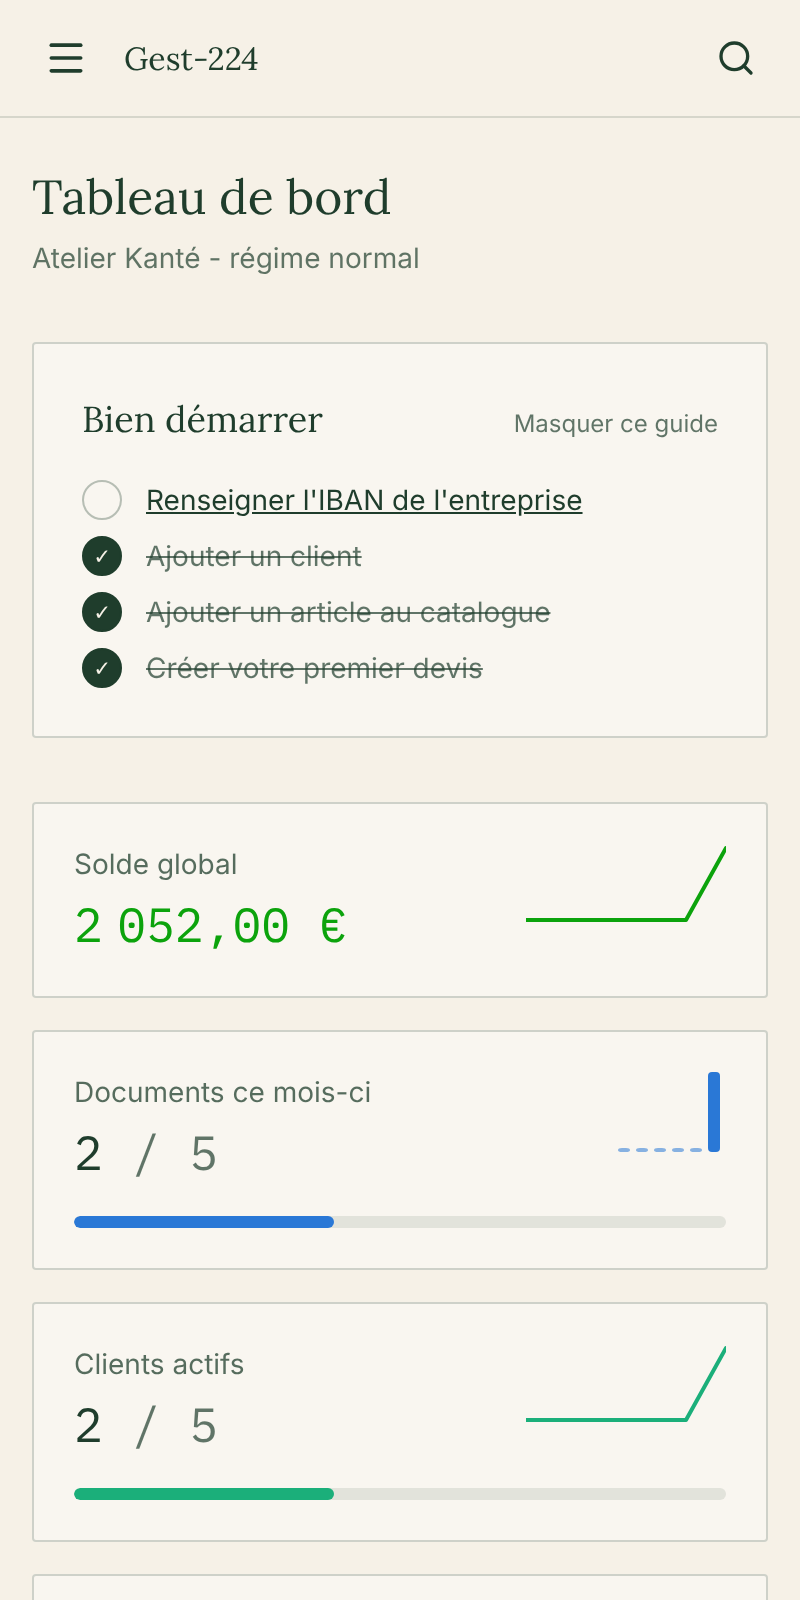 Gest-224
Tableau de bord
Atelier Kanté - régime normal
Bien démarrer
Masquer ce guide
Renseigner l'IBAN de l'entreprise
✓ Ajouter un client
✓ Ajouter un article au catalogue
✓ Créer votre premier devis
Solde global
2 052,00 €
Documents ce mois-ci
2 / 5
Clients actifs
2 / 5